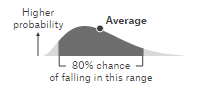 Higher
probability
Average
80% chance
of falling in this range